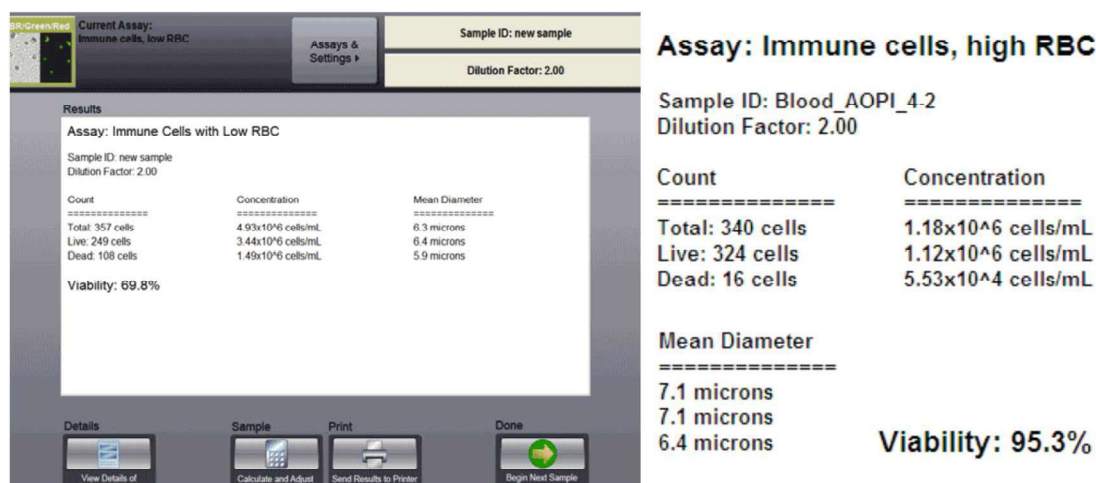 BR/Green/Red
Current Assay:
Immune cells, low RBC
Assays &
Settings
Sample ID: new sample
Dilution Factor: 2.00
Results
Assay: Immune Cells with Low RBC
Sample ID: new sample
Dilution Factor: 2.00
Count Concentration Mean Diameter
============== ============== ==============
Total: 357 cells 4.93x10^6 cells/mL 6.3 microns
Live: 249 cells 3.44x10^6 cells/mL 6.4 microns
Dead: 108 cells 1.49x10^6 cells/mL 5.9 microns
Viability: 69.8%
Details Sample Print Done
View Details of Calculate and Adjust Send Results to Printer Begin Next Sample
Assay: Immune cells, high RBC
Sample ID: Blood_AOPI_4-2
Dilution Factor: 2.00
Count Concentration
============== ==============
Total: 340 cells 1.18x10^6 cells/mL
Live: 324 cells 1.12x10^6 cells/mL
Dead: 16 cells 5.53x10^4 cells/mL
Mean Diameter
==============
7.1 microns
7.1 microns
6.4 microns Viability: 95.3%